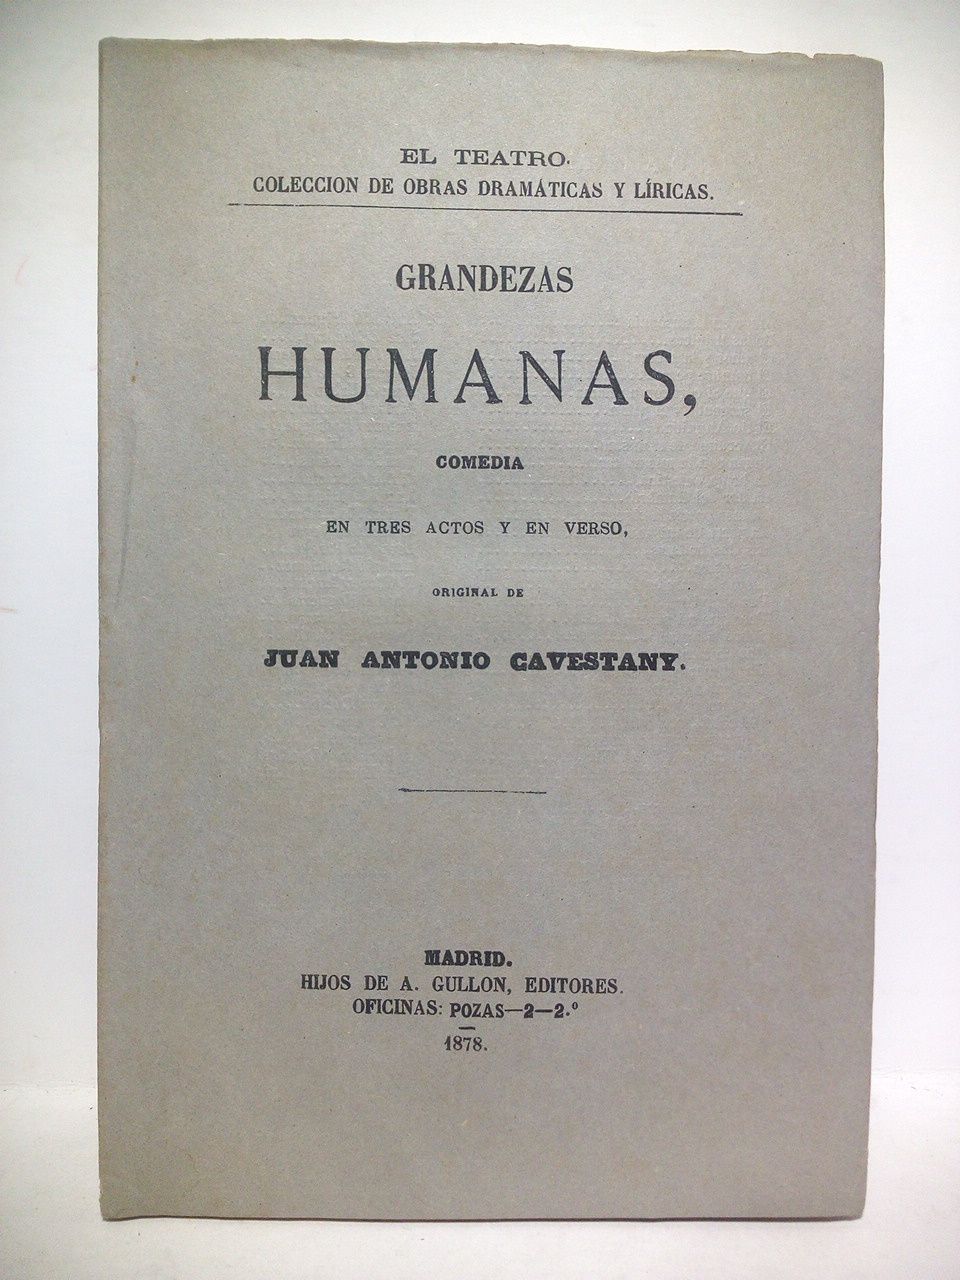 EL TEATRO.
COLECCION DE OBRAS DRAMÁTICAS Y LÍRICAS.
GRANDEZAS
HUMANAS,
COMEDIA
EN TRES ACTOS Y EN VERSO,
ORIGINAL DE
JUAN ANTONIO CAVESTANY.
MADRID.
HIJOS DE A. GULLON, EDITORES.
OFICINAS: POZAS—2—2.º
1878.